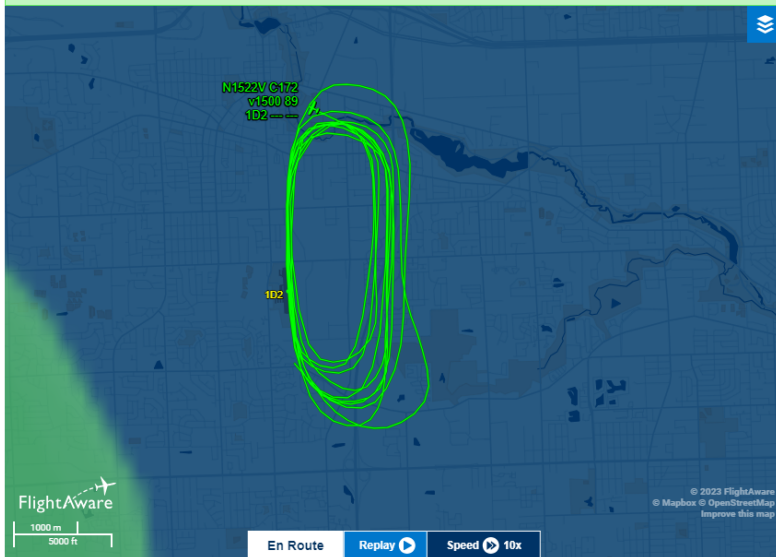 N1522V C172
v1500 89
1D2 --- ---
1D2
FlightAware
1000 m
5000 ft
© 2023 FlightAware
© Mapbox © OpenStreetMap
Improve this map
En Route
Replay
Speed 10x